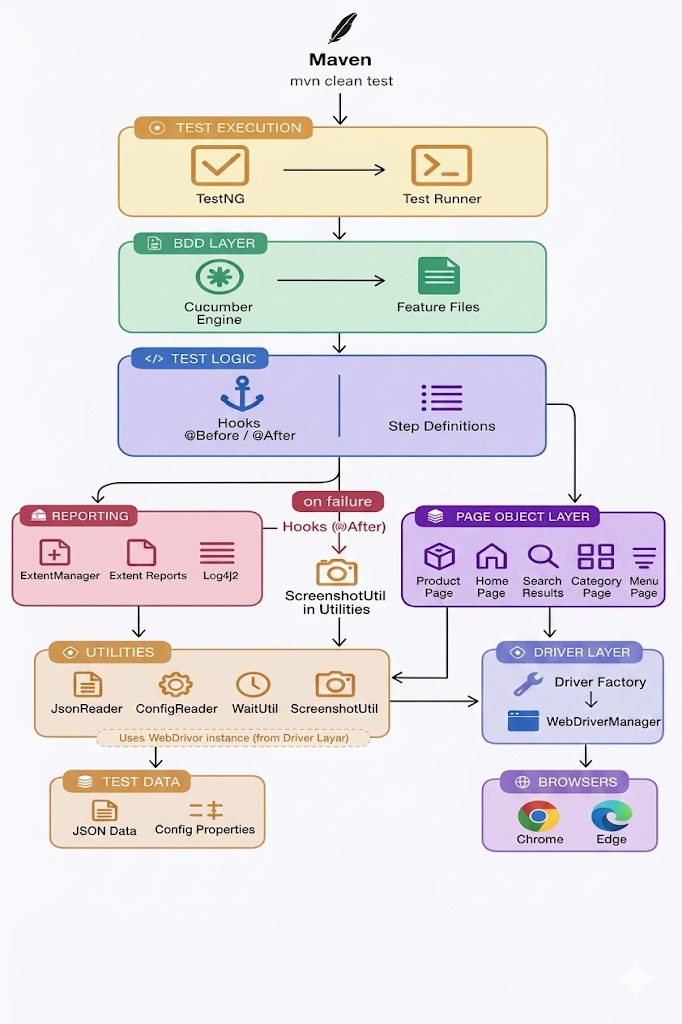 Maven
mvn clean test
TEST EXECUTION
TestNG
Test Runner
BDD LAYER
Cucumber
Engine
Feature Files
</> TEST LOGIC
Hooks
@Before / @After
Step Definitions
on failure
REPORTING
Hooks (@After)
PAGE OBJECT LAYER
ExtentManager
Extent Reports
Log4j2
ScreenshotUtil
in Utilities
Product
Page
Home
Page
Search
Results
Category
Page
Menu
Page
UTILITIES
JsonReader
ConfigReader
WaitUtil
ScreenshotUtil
Uses WebDrivor instance (from Driver Layar)
DRIVER LAYER
Driver Factory
WebDriverManager
TEST DATA
JSON Data
Config Properties
BROWSERS
Chrome
Edge